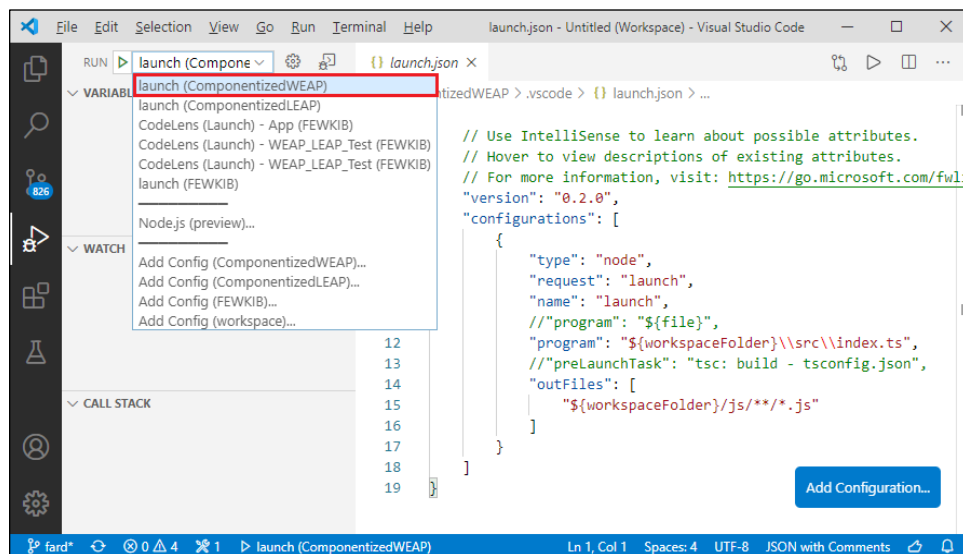 File Edit Selection View Go Run Terminal Help launch.json - Untitled (Workspace) - Visual Studio Code
RUN launch (Compone
{} launch.json
launch (ComponentizedWEAP)
launch (ComponentizedLEAP)
CodeLens (Launch) - App (FEWKIB)
CodeLens (Launch) - WEAP_LEAP_Test (FEWKIB)
CodeLens (Launch) - WEAP_LEAP_Test (FEWKIB)
launch (FEWKIB)
Node.js (preview)...
Add Config (ComponentizedWEAP)...
Add Config (ComponentizedLEAP)...
Add Config (FEWKIB)...
Add Config (workspace)...
VARIABL
WATCH
CALL STACK
826
ntizedWEAP > .vscode > {} launch.json > ...
// Use IntelliSense to learn about possible attributes.
// Hover to view descriptions of existing attributes.
// For more information, visit: https://go.microsoft.com/fwl
"version": "0.2.0",
"configurations": [
{
"type": "node",
"request": "launch",
"name": "launch",
//"program": "${file}",
12 "program": "${workspaceFolder}\\src\\index.ts",
13 //"preLaunchTask": "tsc: build - tsconfig.json",
14 "outFiles": [
15 "${workspaceFolder}/js/**/*.js"
16 ]
17 }
18 ]
19 }
Add Configuration...
fard* 0 4 1 launch (ComponentizedWEAP) Ln 1, Col 1 Spaces: 4 UTF-8 JSON with Comments